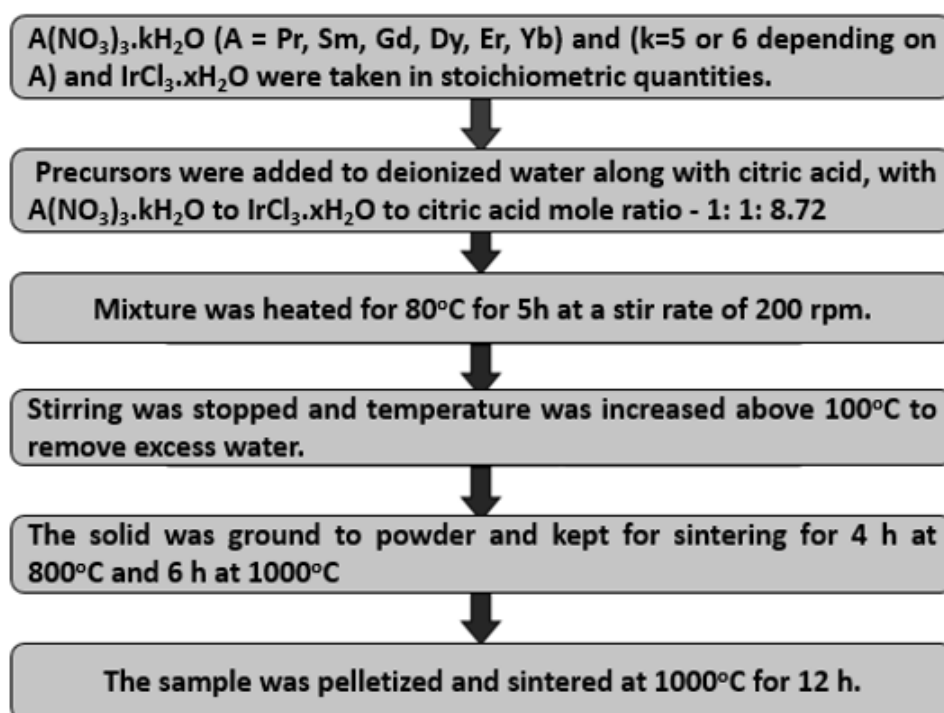 A(NO₃)₃.kH₂O (A = Pr, Sm, Gd, Dy, Er, Yb) and (k=5 or 6 depending on
A) and IrCl₃.xH₂O were taken in stoichiometric quantities.
Precursors were added to deionized water along with citric acid, with
A(NO₃)₃.kH₂O to IrCl₃.xH₂O to citric acid mole ratio - 1: 1: 8.72
Mixture was heated for 80°C for 5h at a stir rate of 200 rpm.
Stirring was stopped and temperature was increased above 100°C to
remove excess water.
The solid was ground to powder and kept for sintering for 4 h at
800°C and 6 h at 1000°C
The sample was pelletized and sintered at 1000°C for 12 h.